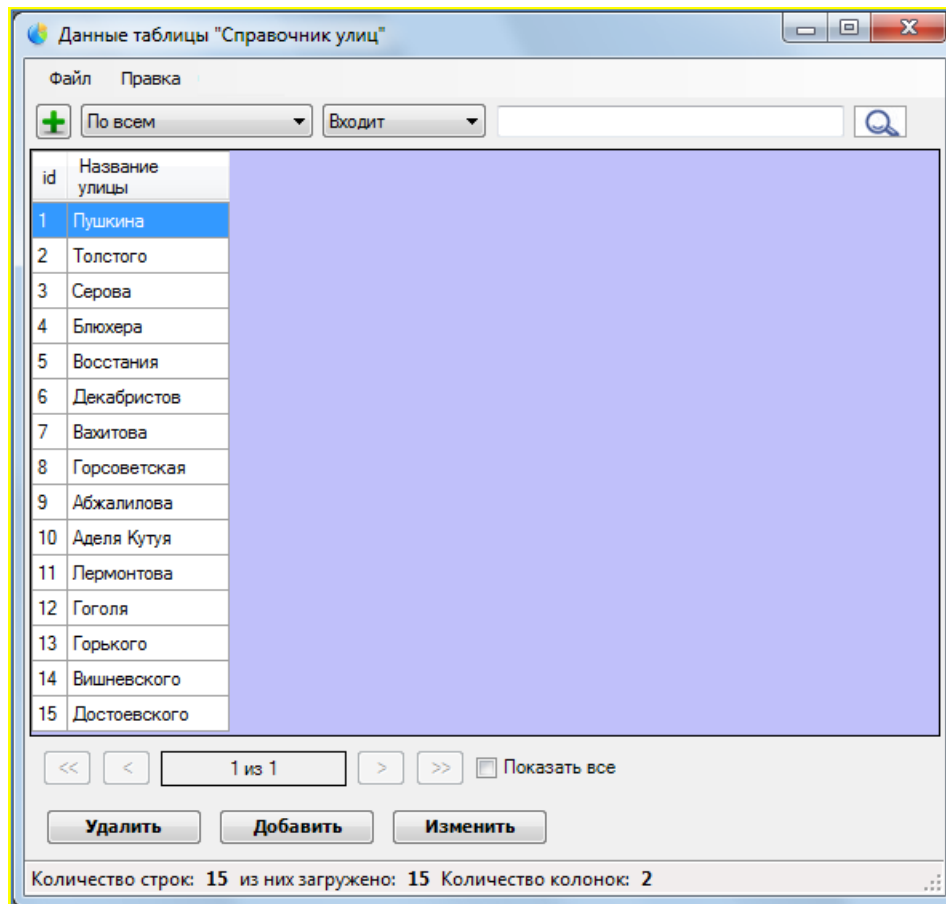 Данные таблицы "Справочник улиц"
Файл Правка
По всем Входит
id Название
улицы
1 Пушкина
2 Толстого
3 Серова
4 Блюхера
5 Восстания
6 Декабристов
7 Вахитова
8 Горсоветская
9 Абжалилова
10 Аделя Кутуя
11 Лермонтова
12 Гоголя
13 Горького
14 Вишневского
15 Достоевского
<< < 1 из 1 > >> Показать все
Удалить Добавить Изменить
Количество строк: 15 из них загружено: 15 Количество колонок: 2